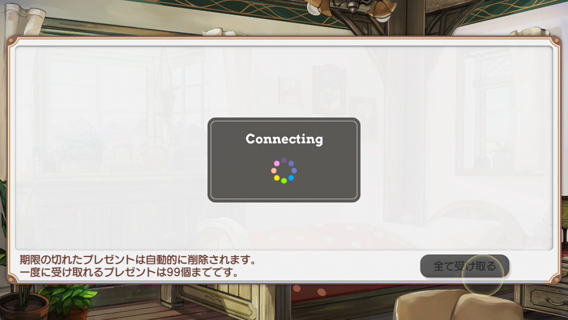 Connecting
期限の切れたプレゼントは自動的に削除されます。
一度に受け取れるプレゼントは99個までです。
全て受け取る